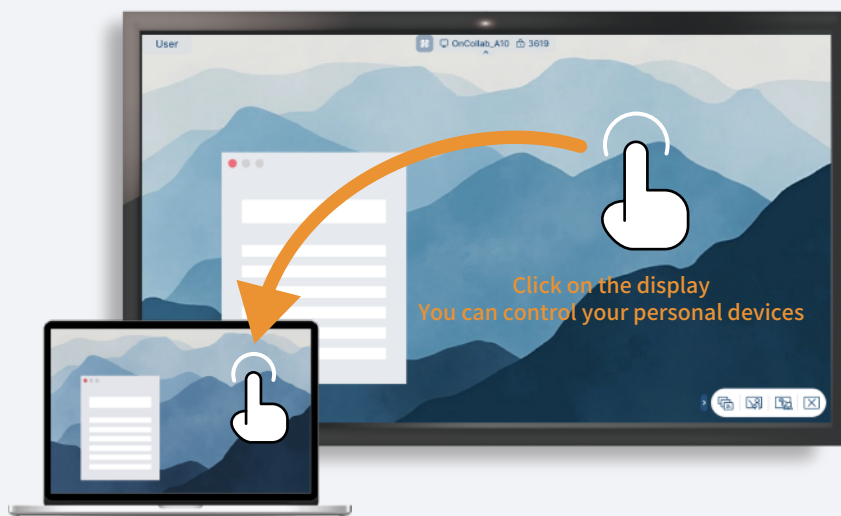 User
OnCollab_A10 3619
Click on the display
You can control your personal devices